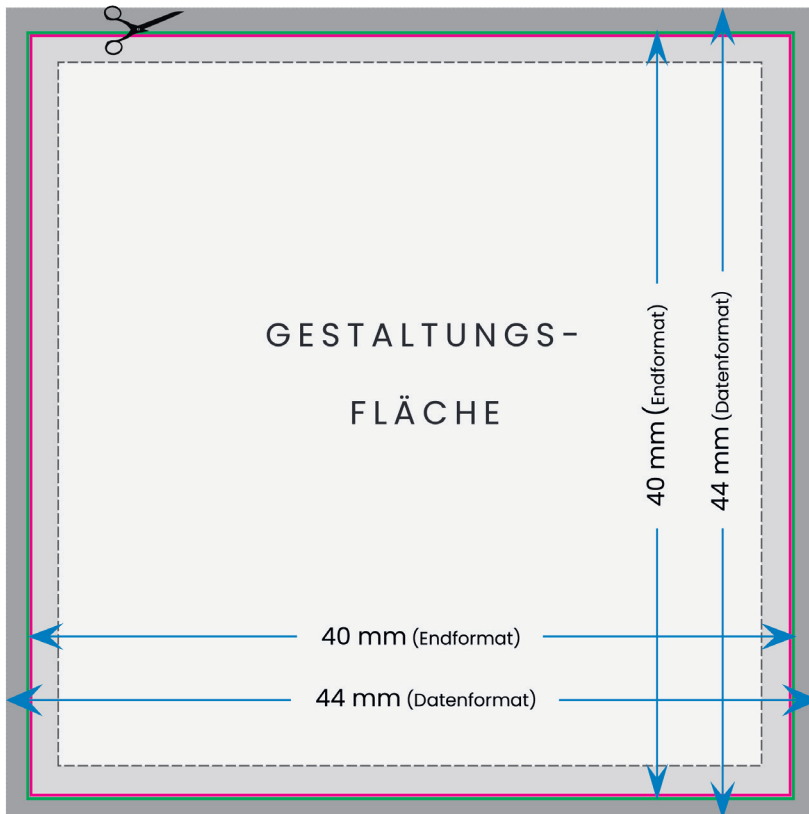 GESTALTUNGS-
FLÄCHE
40 mm (Endformat)
44 mm (Datenformat)
40 mm (Endformat)
44 mm (Datenformat)